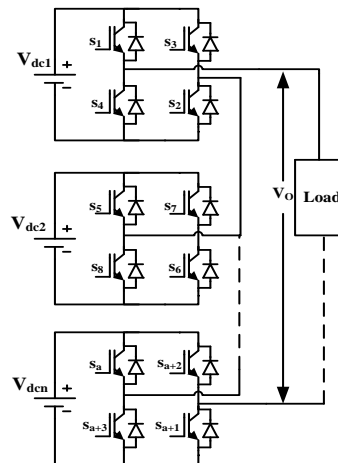 s1 s3
Vdc1 + −
s4 s2
s5 s7
Vdc2 + −
s8 s6
sa sa+2
Vdcn + −
sa+3 sa+1
VO Load